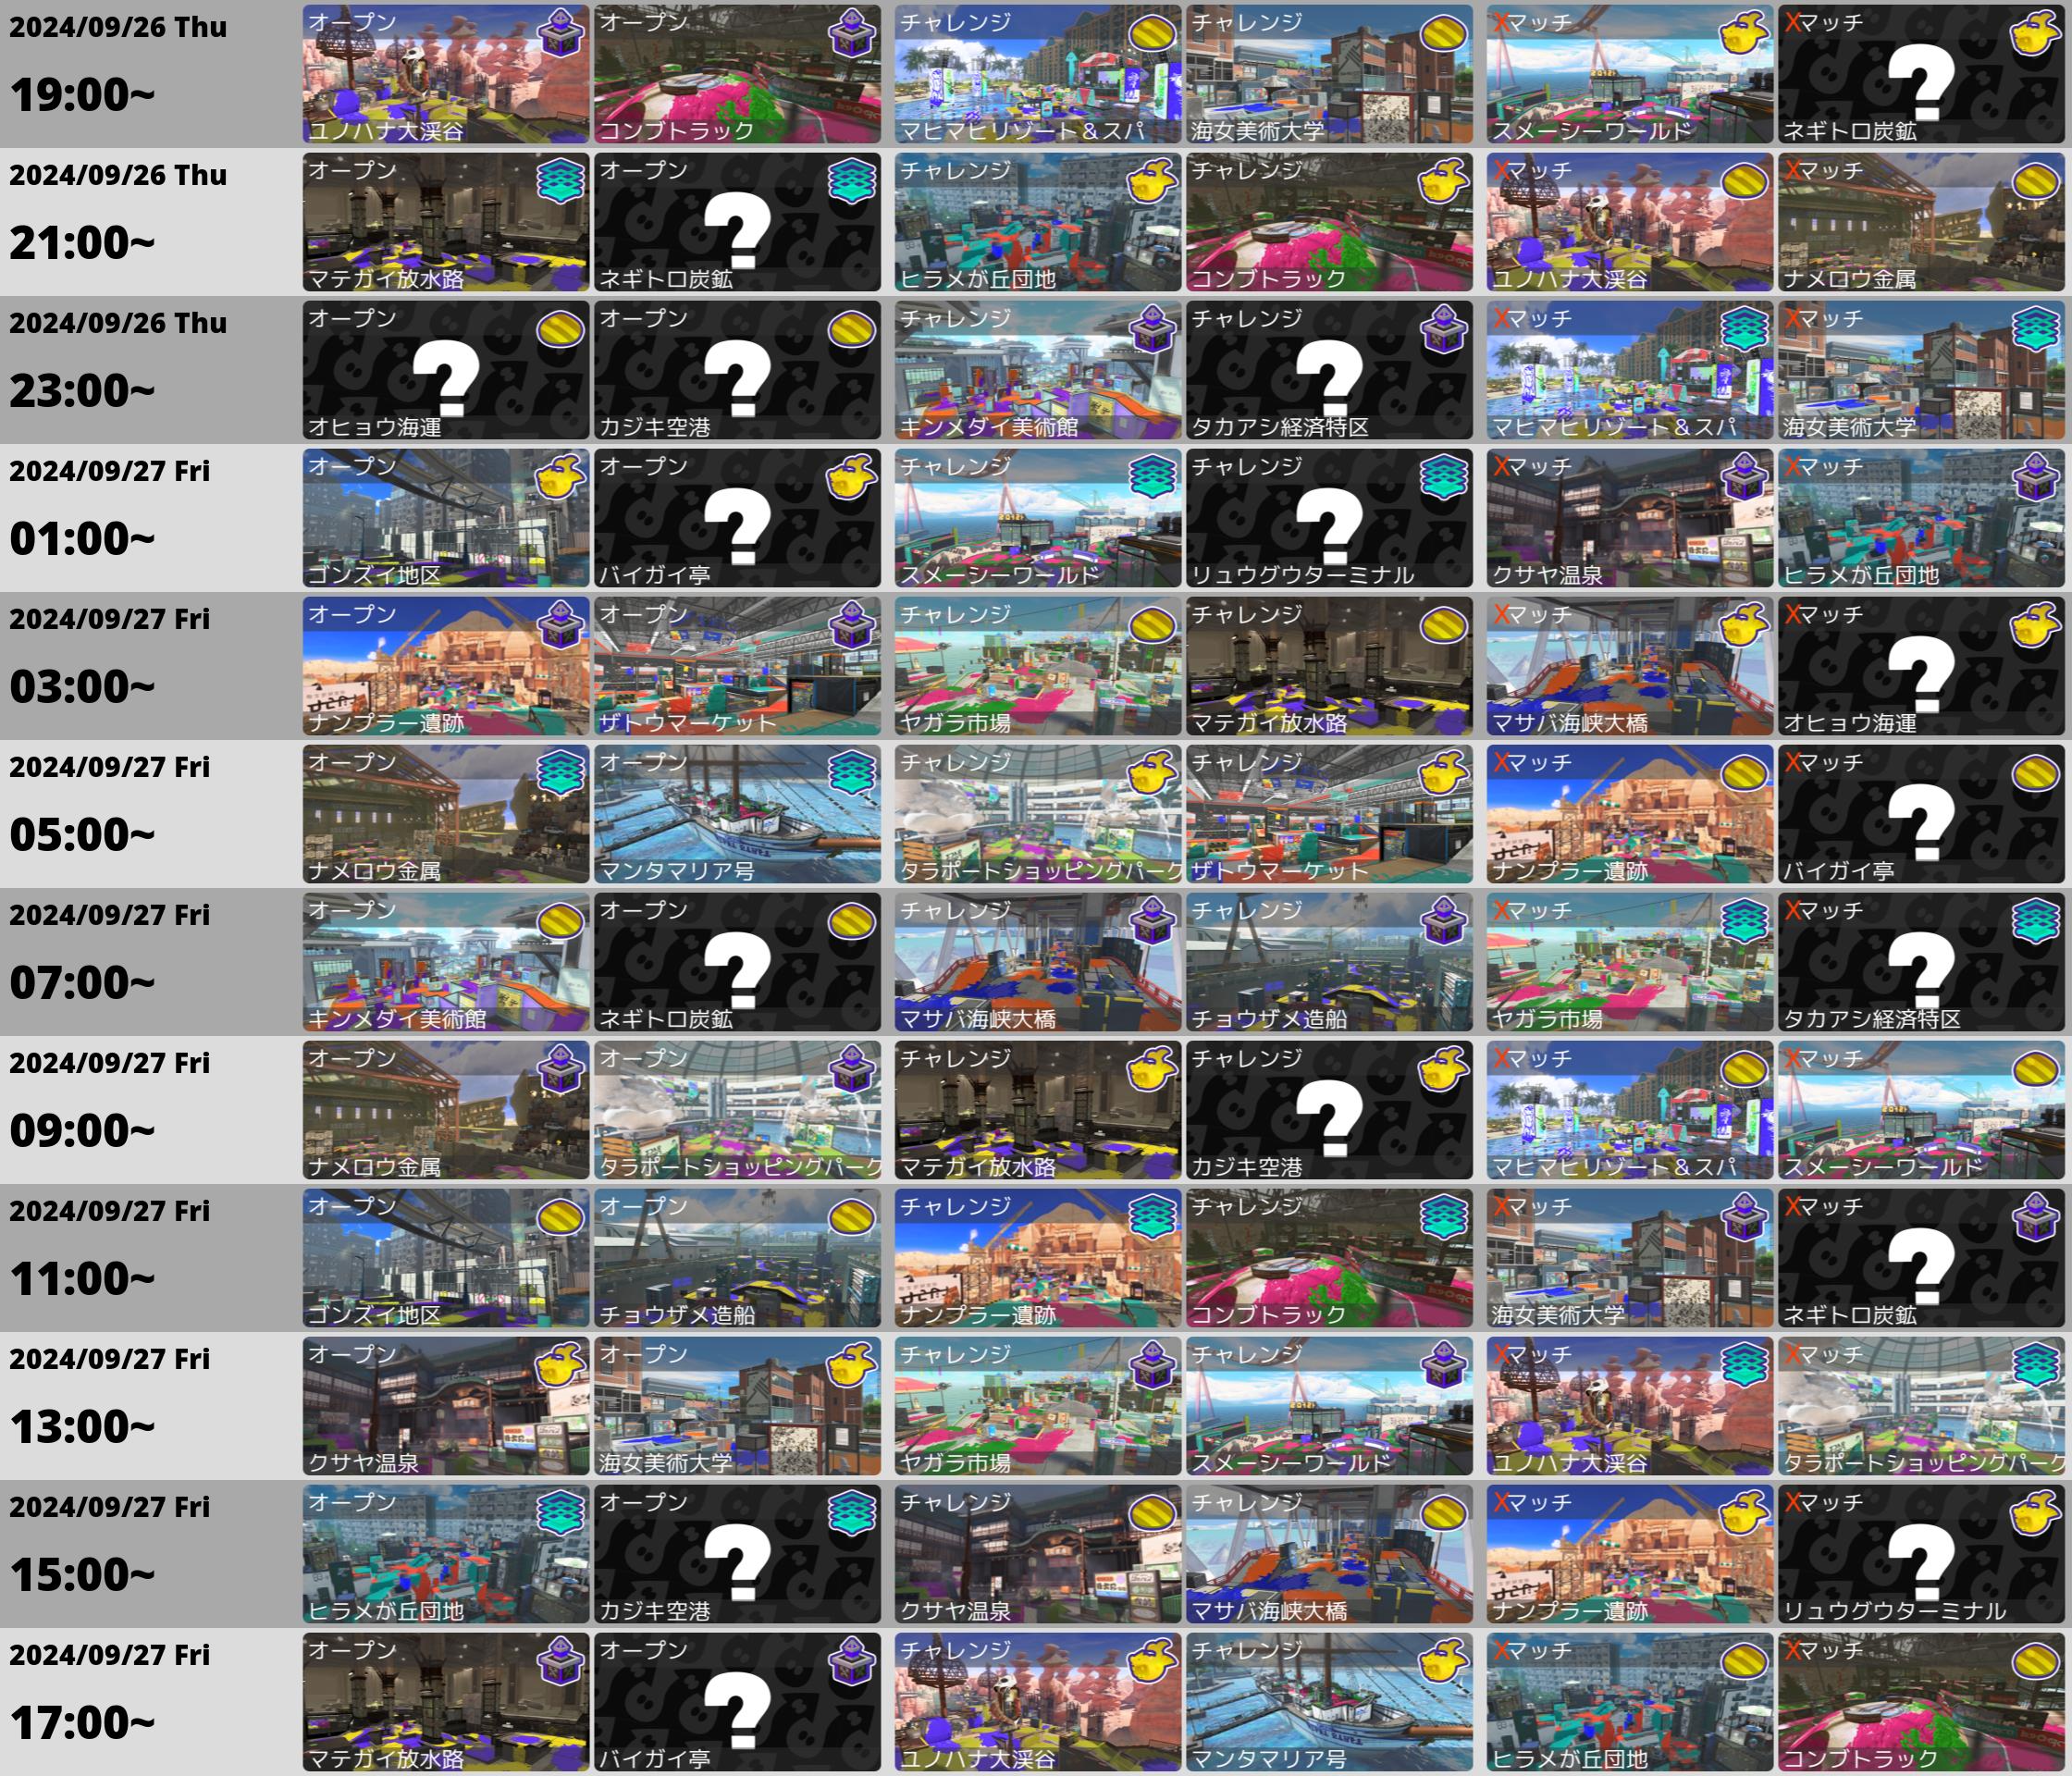 2024/09/26 Thu
19:00~
オープン オープン チャレンジ チャレンジ Xマッチ Xマッチ
ユノハナ大渓谷 コンブトラック マヒマヒリゾート＆スパ 海女美術大学 スメーシーワールド ネギトロ炭鉱
2024/09/26 Thu
21:00~
オープン オープン チャレンジ チャレンジ Xマッチ Xマッチ
マテガイ放水路 ネギトロ炭鉱 ヒラメが丘団地 コンブトラック ユノハナ大渓谷 ナメロウ金属
2024/09/26 Thu
23:00~
オープン オープン チャレンジ チャレンジ Xマッチ Xマッチ
オヒョウ海運 カジキ空港 キンメダイ美術館 タカアシ経済特区 マヒマヒリゾート＆スパ 海女美術大学
2024/09/27 Fri
01:00~
オープン オープン チャレンジ チャレンジ Xマッチ Xマッチ
ゴンズイ地区 バイガイ亭 スメーシーワールド リュウグウターミナル クサヤ温泉 ヒラメが丘団地
2024/09/27 Fri
03:00~
オープン オープン チャレンジ チャレンジ Xマッチ Xマッチ
ナンプラー遺跡 ザトウマーケット ヤガラ市場 マテガイ放水路 マサバ海峡大橋 オヒョウ海運
2024/09/27 Fri
05:00~
オープン オープン チャレンジ チャレンジ Xマッチ Xマッチ
ナメロウ金属 マンタマリア号 タラポートショッピングパーク ザトウマーケット ナンプラー遺跡 バイガイ亭
2024/09/27 Fri
07:00~
オープン オープン チャレンジ チャレンジ Xマッチ Xマッチ
キンメダイ美術館 ネギトロ炭鉱 マサバ海峡大橋 チョウザメ造船 ヤガラ市場 タカアシ経済特区
2024/09/27 Fri
09:00~
オープン オープン チャレンジ チャレンジ Xマッチ Xマッチ
ナメロウ金属 タラポートショッピングパーク マテガイ放水路 カジキ空港 マヒマヒリゾート＆スパ スメーシーワールド
2024/09/27 Fri
11:00~
オープン オープン チャレンジ チャレンジ Xマッチ Xマッチ
ゴンズイ地区 チョウザメ造船 ナンプラー遺跡 コンブトラック 海女美術大学 ネギトロ炭鉱
2024/09/27 Fri
13:00~
オープン オープン チャレンジ チャレンジ Xマッチ Xマッチ
クサヤ温泉 海女美術大学 ヤガラ市場 スメーシーワールド ユノハナ大渓谷 タラポートショッピングパーク
2024/09/27 Fri
15:00~
オープン オープン チャレンジ チャレンジ Xマッチ Xマッチ
ヒラメが丘団地 カジキ空港 クサヤ温泉 マサバ海峡大橋 ナンプラー遺跡 リュウグウターミナル
2024/09/27 Fri
17:00~
オープン オープン チャレンジ チャレンジ Xマッチ Xマッチ
マテガイ放水路 バイガイ亭 ユノハナ大渓谷 マンタマリア号 ヒラメが丘団地 コンブトラック